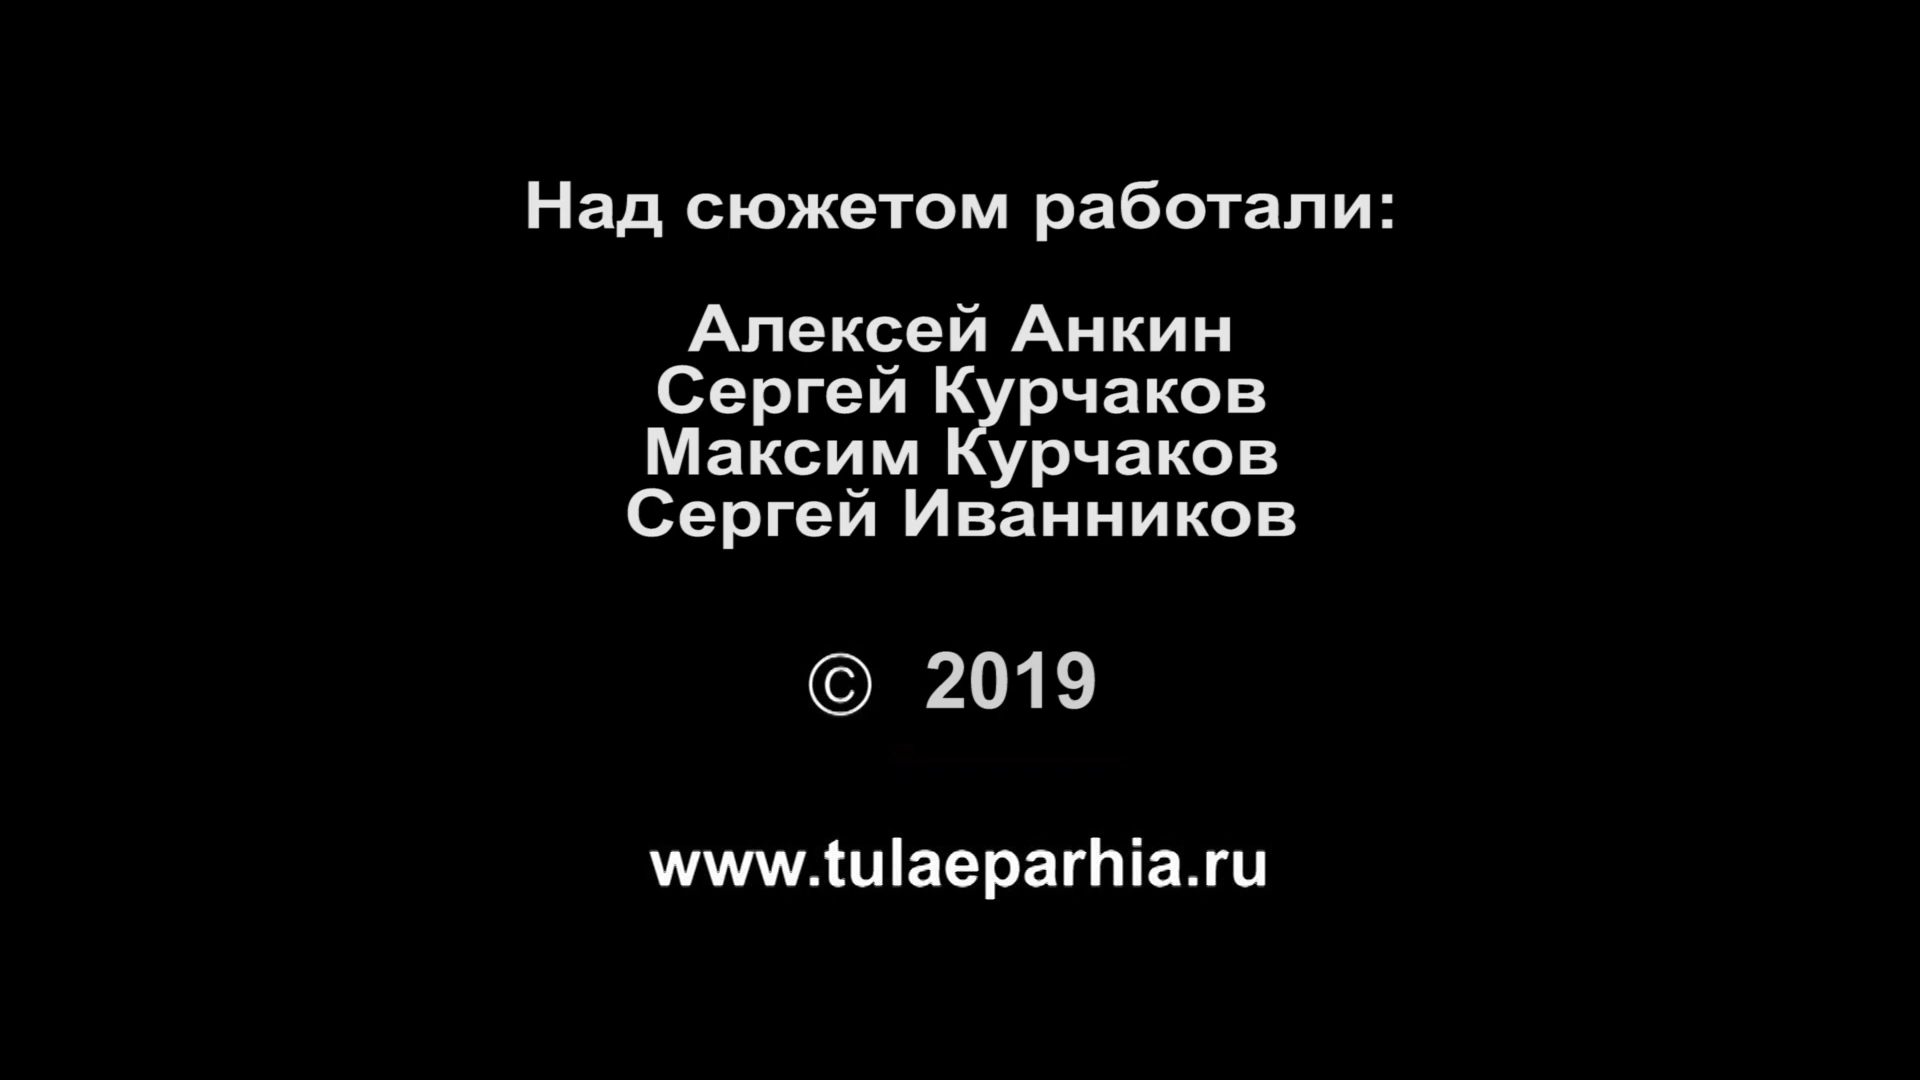 Над сюжетом работали:
Алексей Анкин
Сергей Курчаков
Максим Курчаков
Сергей Иванников
© 2019
www.tulaeparhia.ru